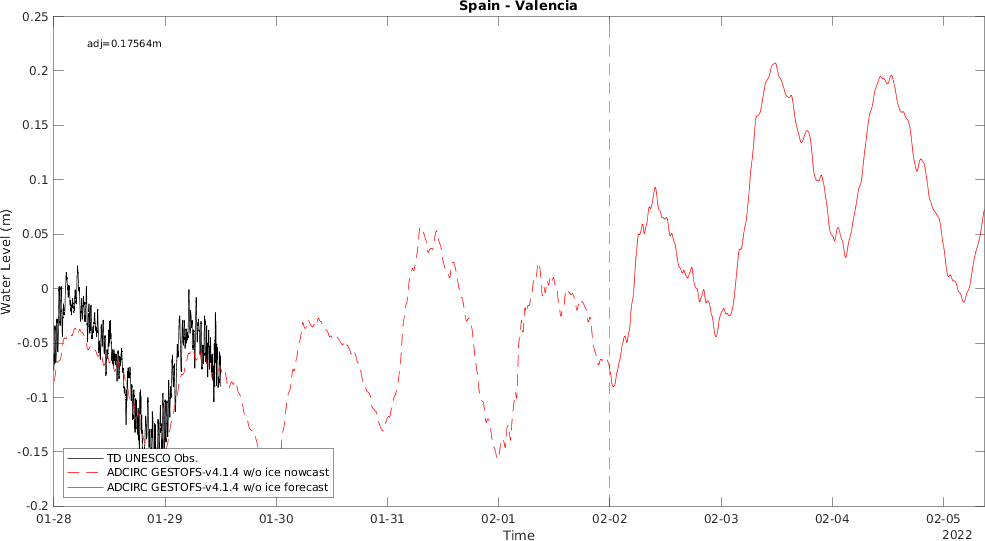 Spain - Valencia
adj=0.17564m
0.25
0.2
0.15
0.1
0.05
0
-0.05
-0.1
-0.15
-0.2
Water Level (m)
TD UNESCO Obs.
ADCIRC GESTOFS-v4.1.4 w/o ice nowcast
ADCIRC GESTOFS-v4.1.4 w/o ice forecast
01-28 01-29 01-30 01-31 02-01 02-02 02-03 02-04 02-05
Time
2022